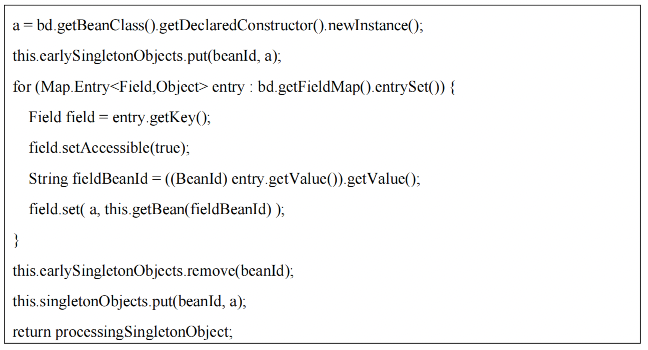 a = bd.getBeanClass().getDeclaredConstructor().newInstance();
this.earlySingletonObjects.put(beanId, a);
for (Map.Entry<Field,Object> entry : bd.getFieldMap().entrySet()) {
    Field field = entry.getKey();
    field.setAccessible(true);
    String fieldBeanId = ((BeanId) entry.getValue()).getValue();
    field.set( a, this.getBean(fieldBeanId) );
}
this.earlySingletonObjects.remove(beanId);
this.singletonObjects.put(beanId, a);
return processingSingletonObject;